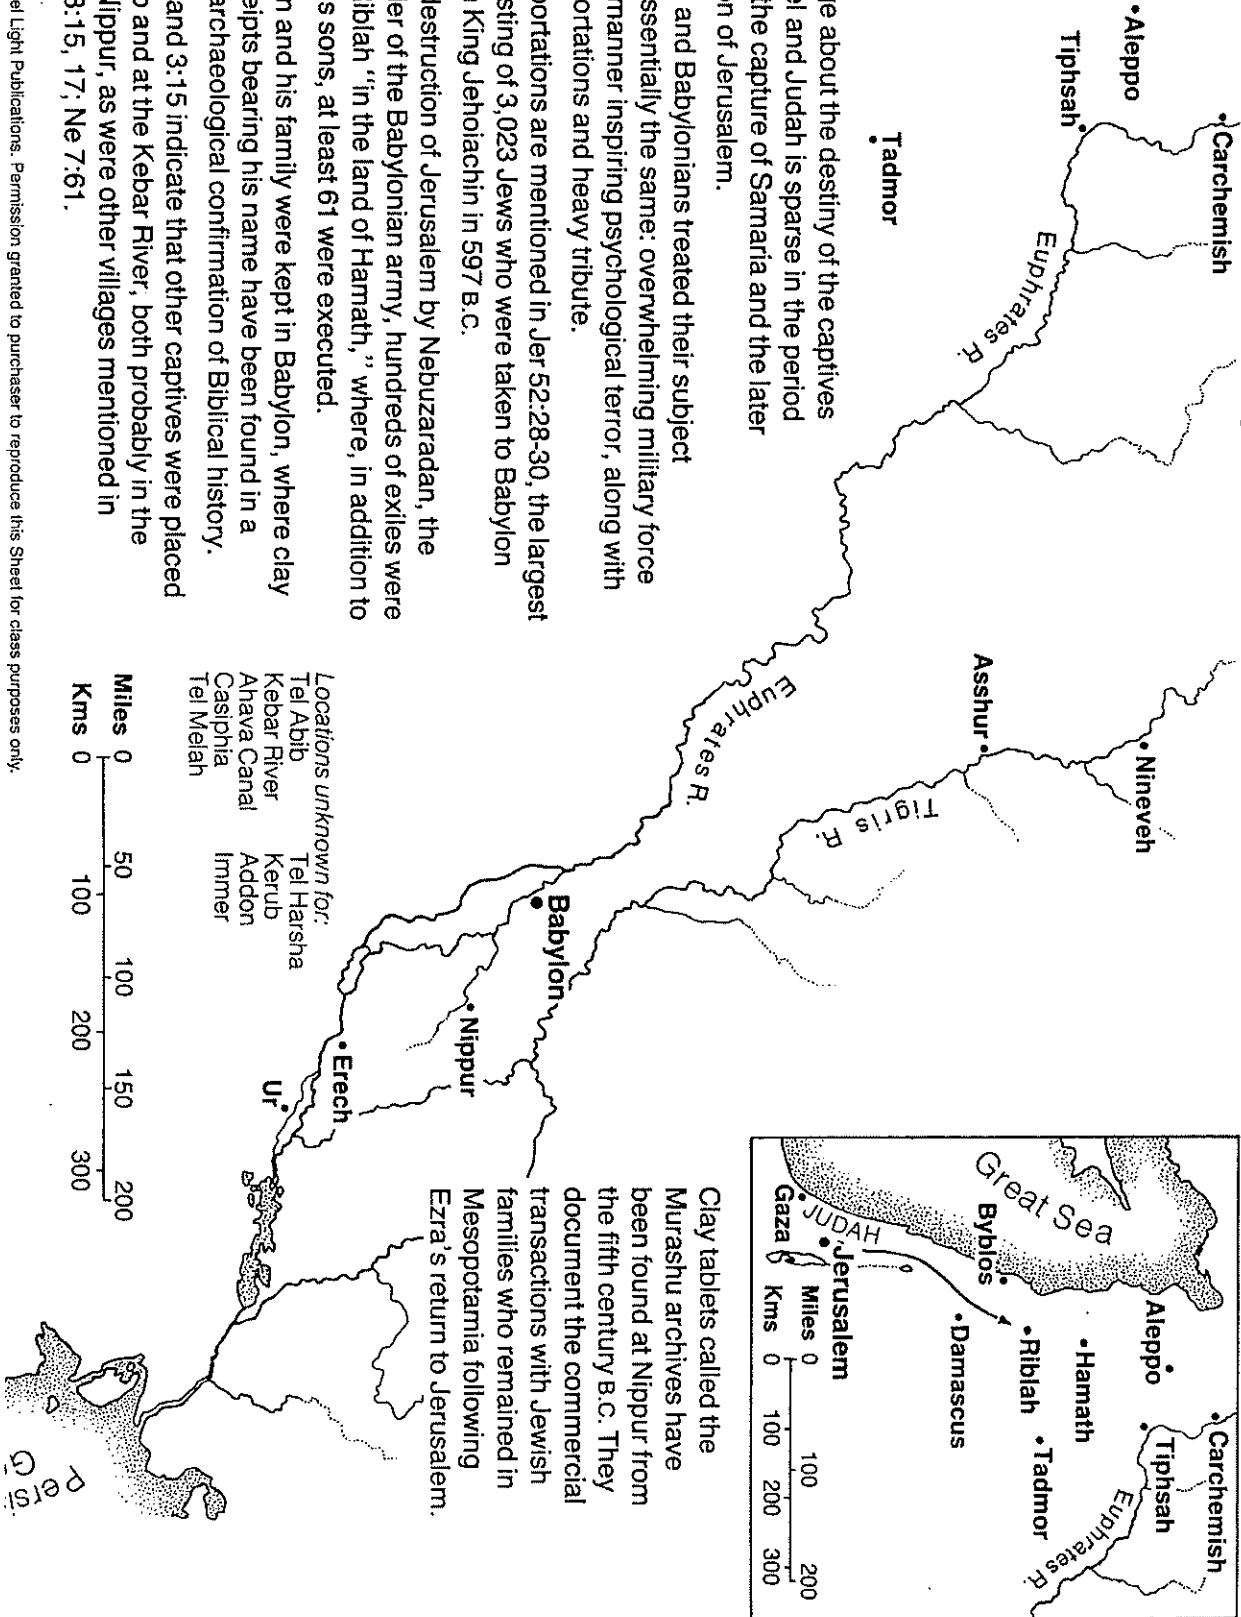 Carchemish
Aleppo
Tiphsah
Tadmor
Euphrates R.
Nineveh
Asshur
Tigris R.
Euphrates R.
Babylon
Nippur
Erech
Ur
ge about the destiny of the captives
el and Judah is sparse in the period
the capture of Samaria and the later
on of Jerusalem.
and Babylonians treated their subject
ssentially the same: overwhelming military force
manner inspiring psychological terror, along with
ortations and heavy tribute.
portations are mentioned in Jer 52:28-30, the largest
sting of 3,023 Jews who were taken to Babylon
King Jehoiachin in 597 B.C.
destruction of Jerusalem by Nebuzaradan, the
der of the Babylonian army, hundreds of exiles were
iblah “in the land of Hamath,” where, in addition to
s sons, at least 61 were executed.
n and his family were kept in Babylon, where clay
eipts bearing his name have been found in a
archaeological confirmation of Biblical history.
and 3:15 indicate that other captives were placed
o and at the Kebar River, both probably in the
Nippur, as were other villages mentioned in
3:15, 17; Ne 7:61.
Locations unknown for:
Tel Abib Tel Harsha
Kebar River Kerub
Ahava Canal Addon
Casiphia Immer
Tel Melah
Miles 0 50 100 150 200
Kms 0 100 200 300
Carchemish
Aleppo
Tiphsah
Euphrates R.
Hamath
Tadmor
Riblah
Byblos
Great Sea
Damascus
Jerusalem
JUDAH
Gaza
Miles 0 100 200
Kms 0 100 200 300
Clay tablets called the
Murashu archives have
been found at Nippur from
the fifth century B.C. They
document the commercial
transactions with Jewish
families who remained in
Mesopotamia following
Ezra’s return to Jerusalem.
Persi
G
el Light Publications. Permission granted to purchaser to reproduce this Sheet for class purposes only.